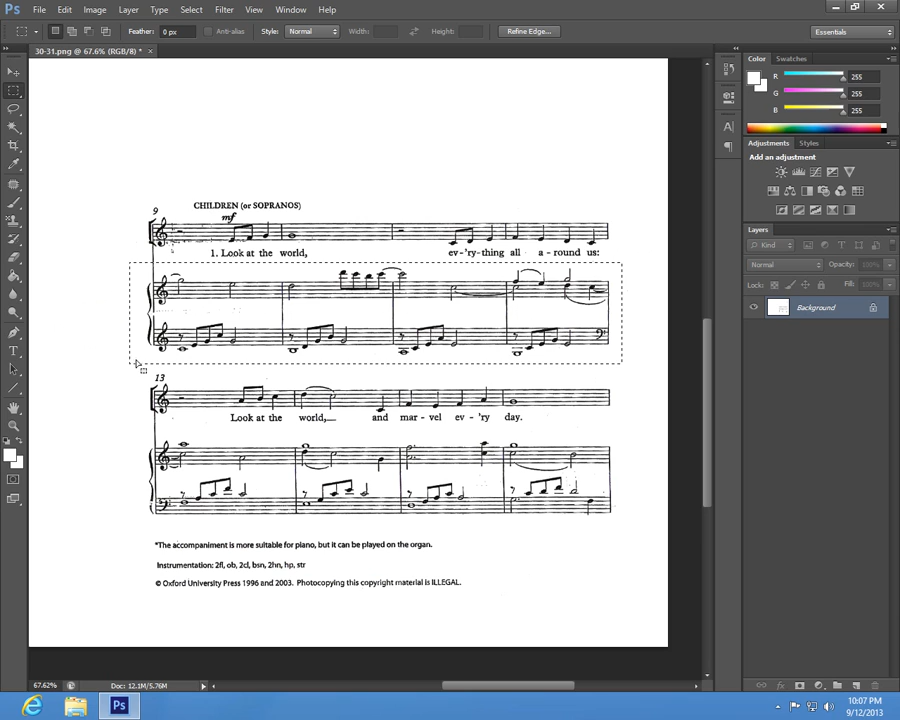 Ps File Edit Image Layer Type Select Filter View Window Help
Feather: 0 px Anti-alias Style: Normal Width: Height: Refine Edge... Essentials
30-31.png @ 67.6% (RGB/8) * ×
Color Swatches
R 255
G 255
B 255
Adjustments Styles
Add an adjustment
Layers
Kind
Normal Opacity:
Lock: Fill:
Background
9 CHILDREN (or SOPRANOS)
mf
1. Look at the world, ev-'ry-thing all a-round us:
13
Look at the world, and mar-vel ev-'ry day.
*The accompaniment is more suitable for piano, but it can be played on the organ.
Instrumentation: 2fl, ob, 2cl, bsn, 2hn, hp, str
© Oxford University Press 1996 and 2003. Photocopying this copyright material is ILLEGAL.
67.62% Doc: 12.1M/5.76M
Ps
10:07 PM
9/12/2013